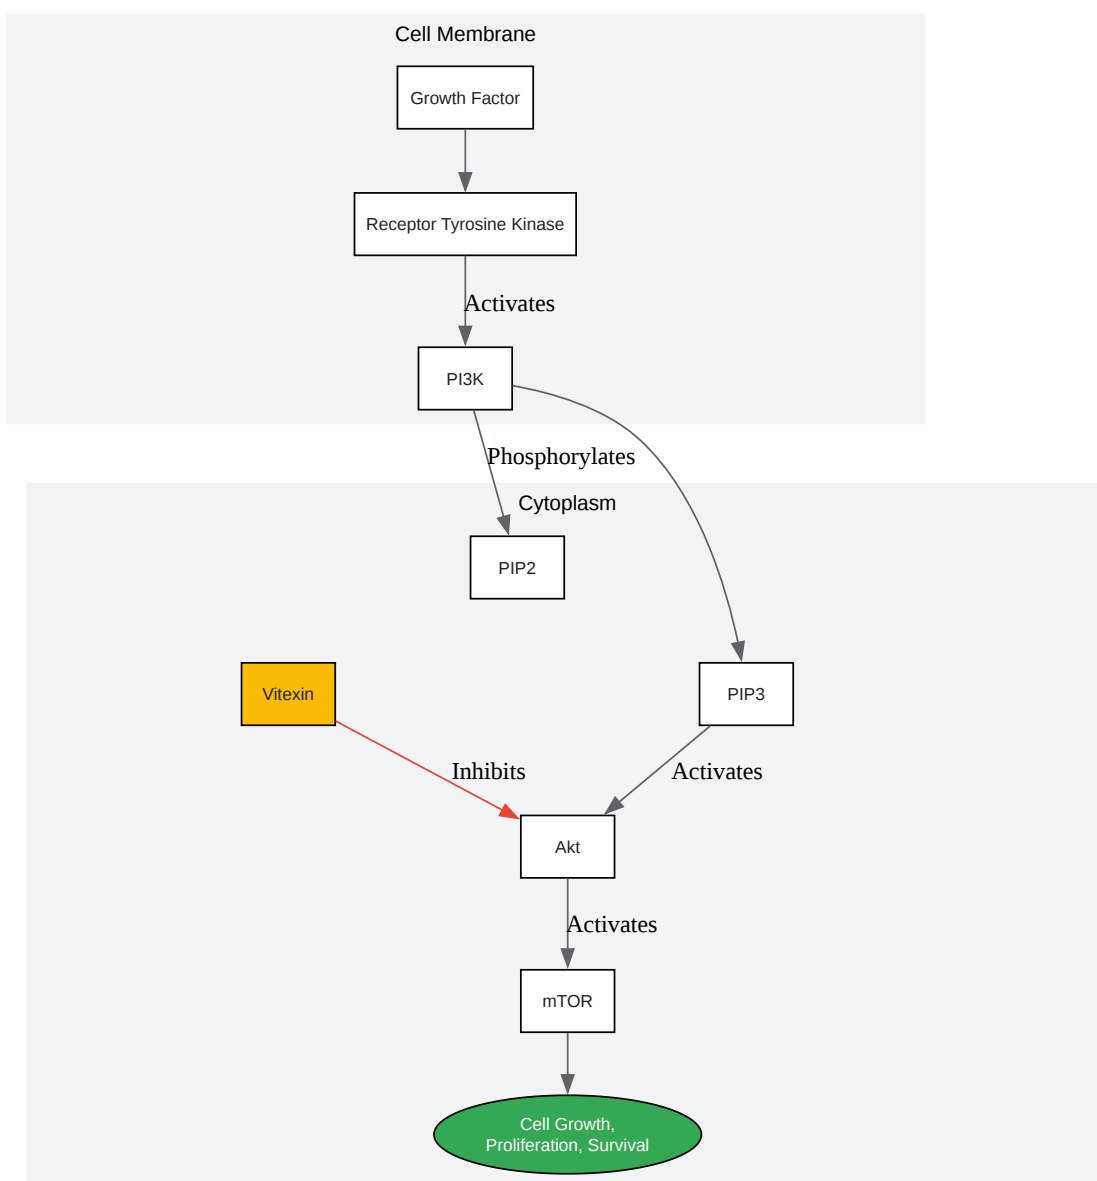 Cell Membrane
Growth Factor
Receptor Tyrosine Kinase
Activates
PI3K
Phosphorylates
Cytoplasm
PIP2
Vitexin
PIP3
Inhibits
Activates
Akt
Activates
mTOR
Cell Growth,
Proliferation, Survival